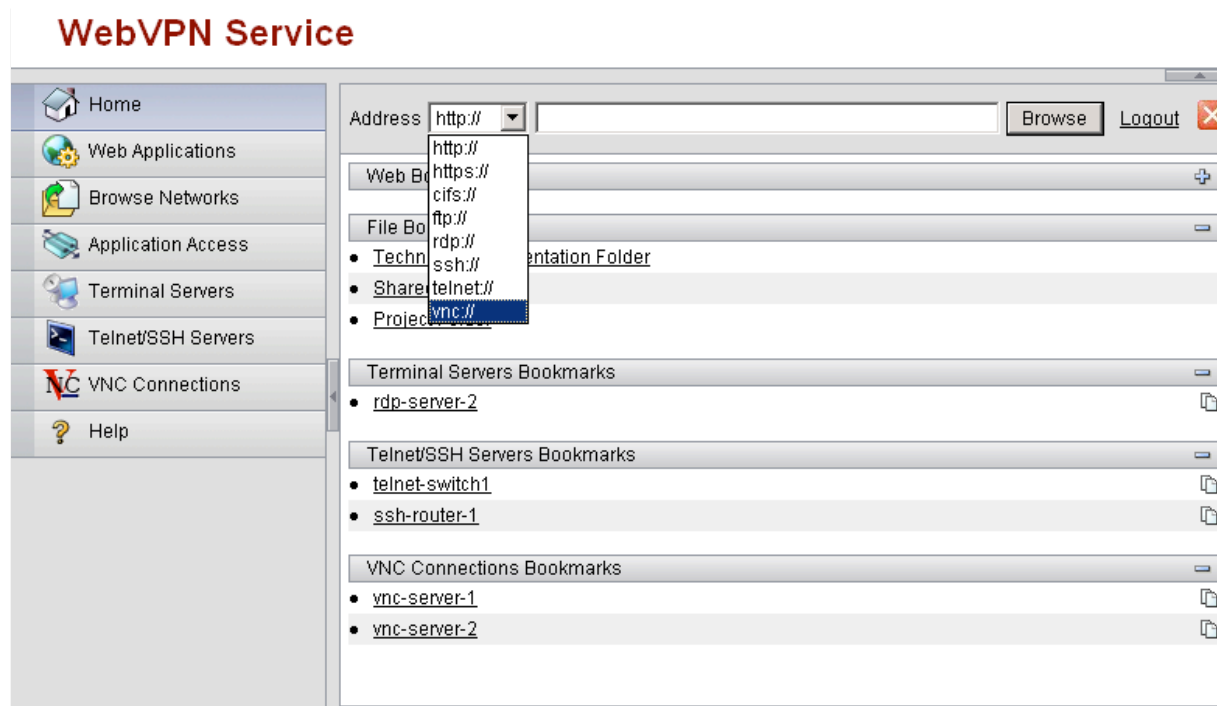 WebVPN Service
Home
Web Applications
Browse Networks
Application Access
Terminal Servers
Telnet/SSH Servers
VNC Connections
Help
Address http:// Browse Logout
http://
https://
cifs://
ftp://
rdp://
ssh://
telnet://
vnc://
Web Bo
File Bo
Techn entation Folder
Share
Projec
Terminal Servers Bookmarks
rdp-server-2
Telnet/SSH Servers Bookmarks
telnet-switch1
ssh-router-1
VNC Connections Bookmarks
vnc-server-1
vnc-server-2